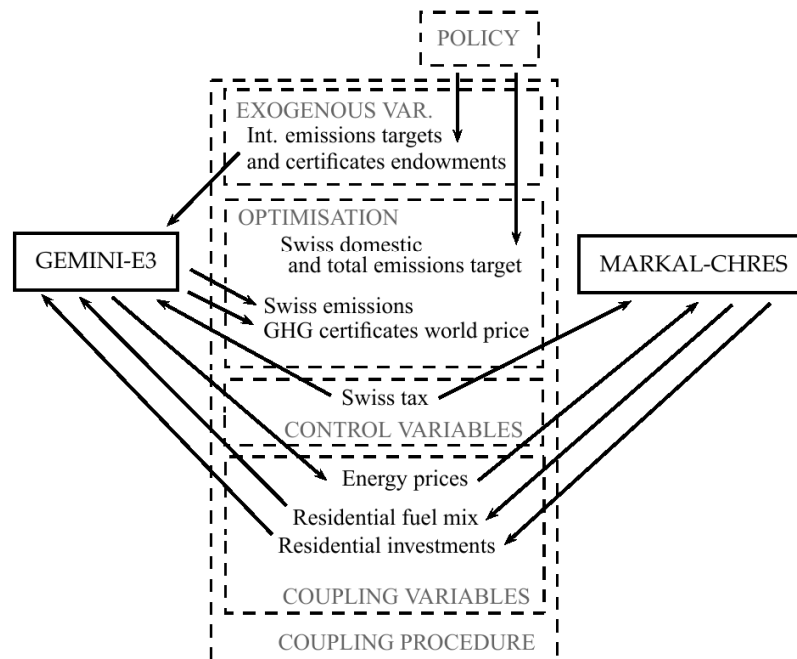 POLICY
EXOGENOUS VAR.
Int. emissions targets
and certificates endowments
OPTIMISATION
Swiss domestic
and total emissions target
GEMINI-E3
MARKAL-CHRES
Swiss emissions
GHG certificates world price
Swiss tax
CONTROL VARIABLES
Energy prices
Residential fuel mix
Residential investments
COUPLING VARIABLES
COUPLING PROCEDURE